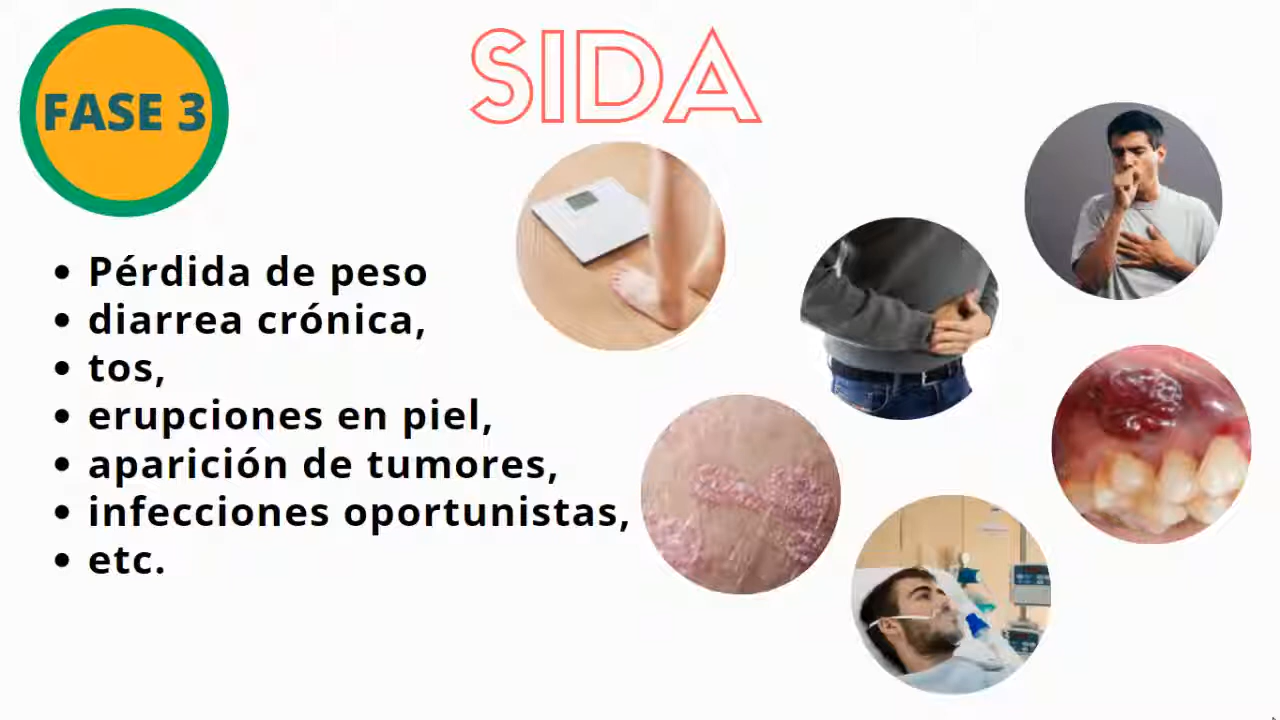 FASE 3
SIDA
• Pérdida de peso
• diarrea crónica,
• tos,
• erupciones en piel,
• aparición de tumores,
• infecciones oportunistas,
• etc.